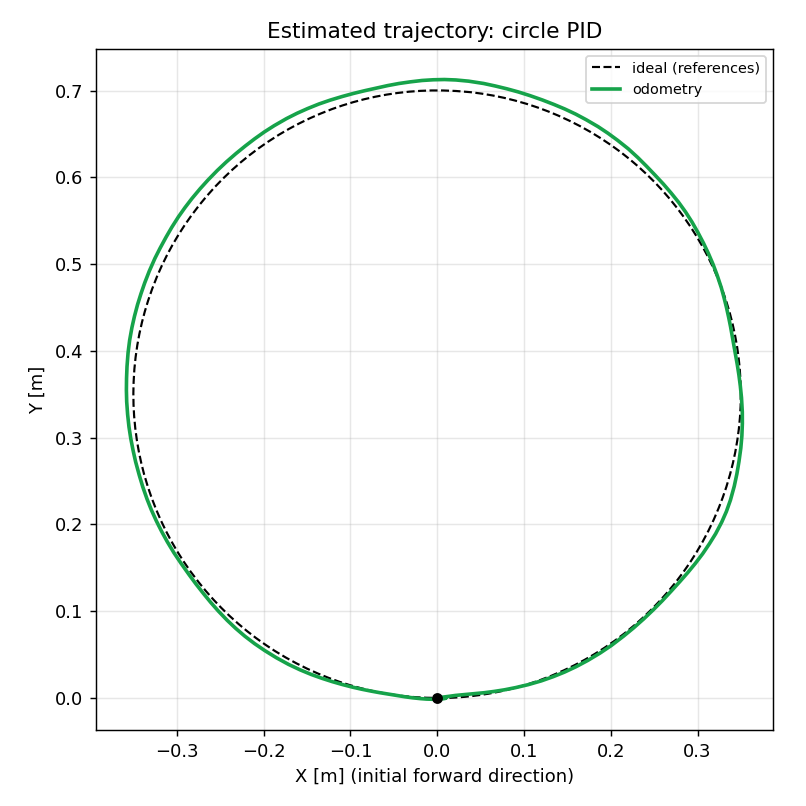 Estimated trajectory: circle PID
ideal (references)
odometry
Y [m]
0.7
0.6
0.5
0.4
0.3
0.2
0.1
0.0
−0.3 −0.2 −0.1 0.0 0.1 0.2 0.3
X [m] (initial forward direction)